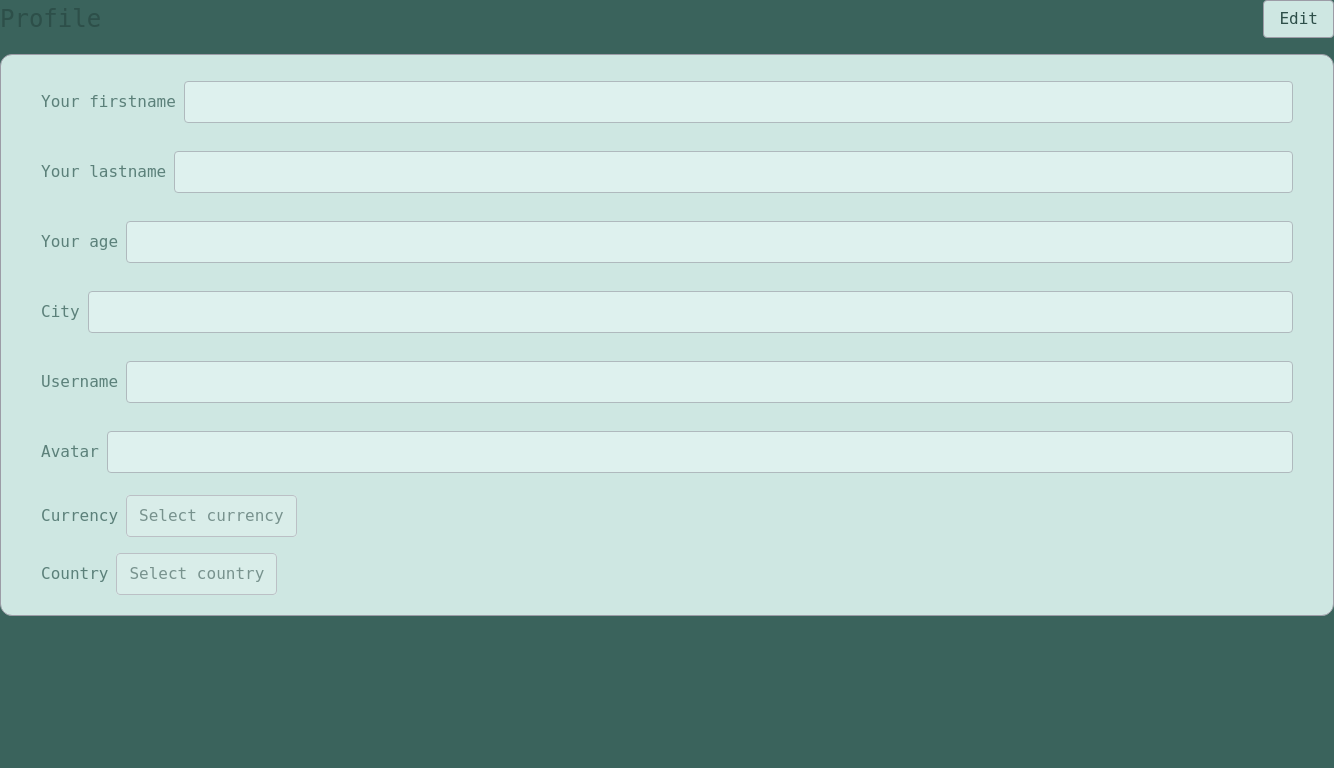 Profile
Edit
Your firstname
Your lastname
Your age
City
Username
Avatar
Currency Select currency
Country Select country